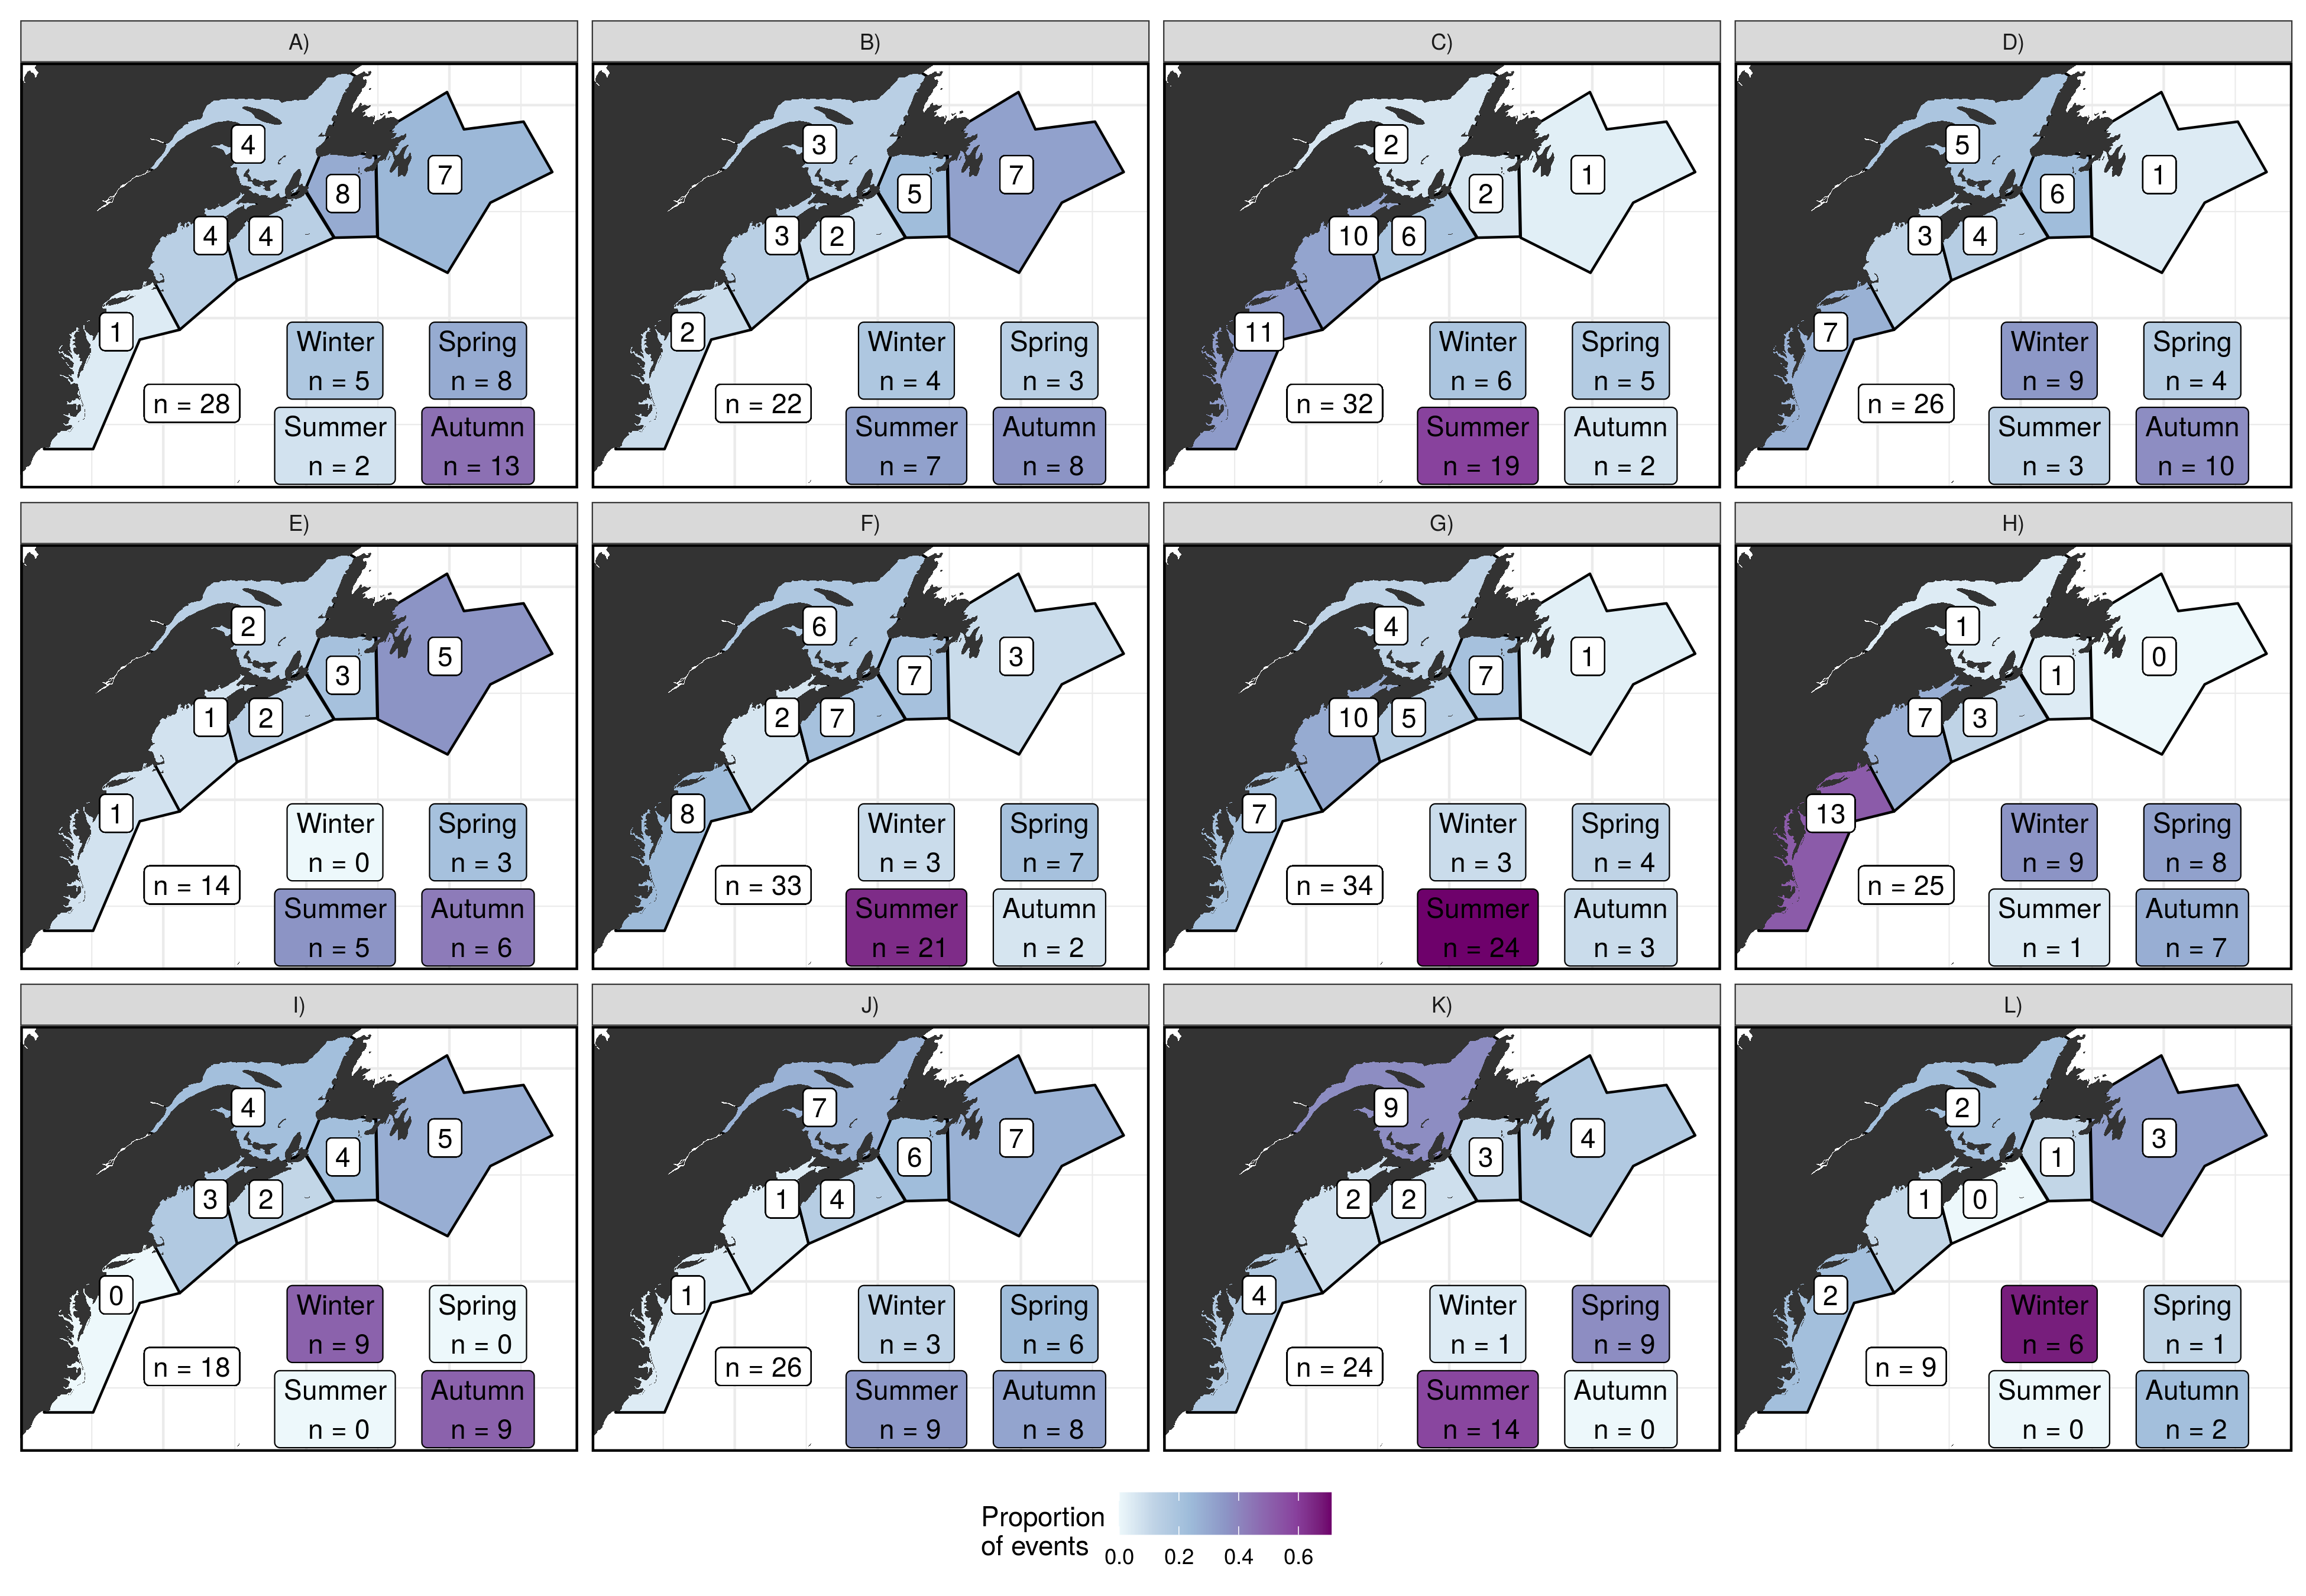 A)
4
7
8
4
4
1
Winter
n = 5
Spring
n = 8
n = 28
Summer
n = 2
Autumn
n = 13
B)
3
7
5
3
2
2
Winter
n = 4
Spring
n = 3
n = 22
Summer
n = 7
Autumn
n = 8
C)
2
1
2
10
6
11
Winter
n = 6
Spring
n = 5
n = 32
Summer
n = 19
Autumn
n = 2
D)
5
1
6
3
4
7
Winter
n = 9
Spring
n = 4
n = 26
Summer
n = 3
Autumn
n = 10
E)
2
5
3
1
2
1
Winter
n = 0
Spring
n = 3
n = 14
Summer
n = 5
Autumn
n = 6
F)
6
3
7
2
7
8
Winter
n = 3
Spring
n = 7
n = 33
Summer
n = 21
Autumn
n = 2
G)
4
1
7
10
5
7
Winter
n = 3
Spring
n = 4
n = 34
Summer
n = 24
Autumn
n = 3
H)
1
0
1
7
3
13
Winter
n = 9
Spring
n = 8
n = 25
Summer
n = 1
Autumn
n = 7
I)
4
5
4
3
2
0
Winter
n = 9
Spring
n = 0
n = 18
Summer
n = 0
Autumn
n = 9
J)
7
7
6
1
4
1
Winter
n = 3
Spring
n = 6
n = 26
Summer
n = 9
Autumn
n = 8
K)
9
4
3
2
2
4
Winter
n = 1
Spring
n = 9
n = 24
Summer
n = 14
Autumn
n = 0
L)
2
3
1
1
0
2
Winter
n = 6
Spring
n = 1
n = 9
Summer
n = 0
Autumn
n = 2
Proportion
of events
0.0 0.2 0.4 0.6